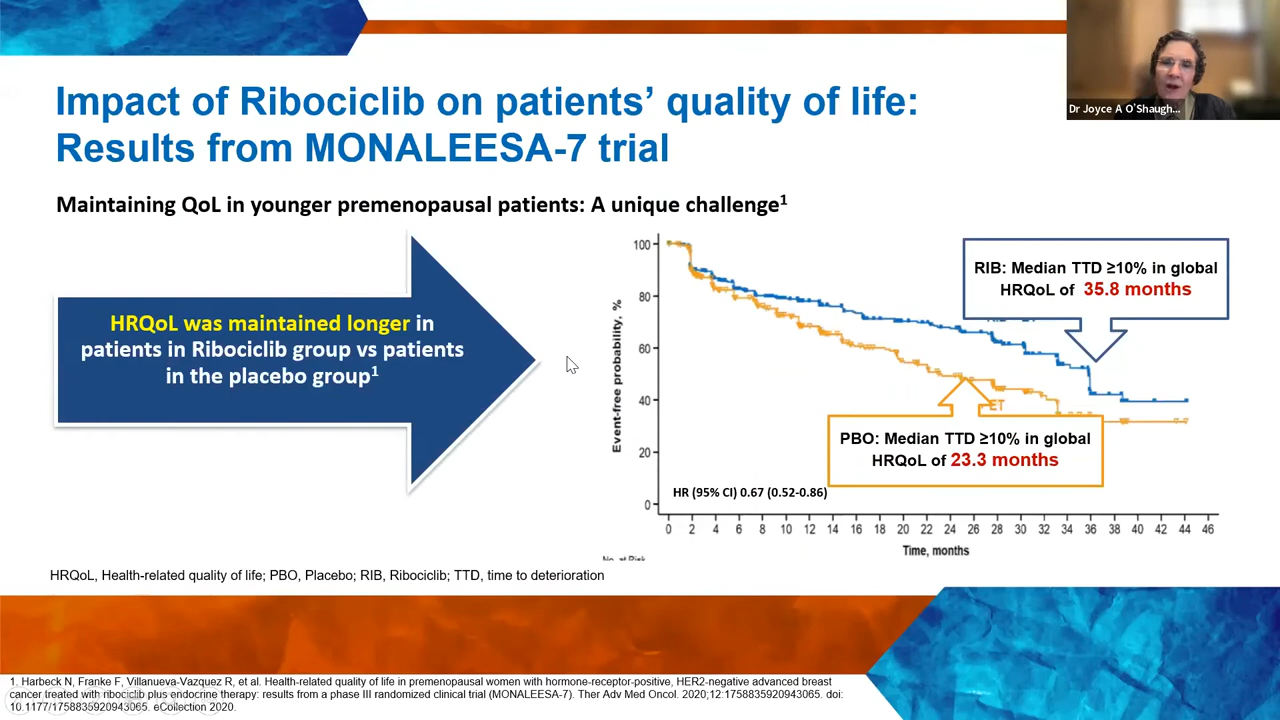 Dr Joyce A O'Shaugh...
Impact of Ribociclib on patients' quality of life:
Results from MONALEESA-7 trial
Maintaining QoL in younger premenopausal patients: A unique challenge1
HRQoL was maintained longer in
patients in Ribociclib group vs patients
in the placebo group1
Event-free probability, %
100
80
60
40
20
0
RIB: Median TTD ≥10% in global
HRQoL of 35.8 months
ET
PBO: Median TTD ≥10% in global
HRQoL of 23.3 months
HR (95% CI) 0.67 (0.52-0.86)
0 2 4 6 8 10 12 14 16 18 20 22 24 26 28 30 32 34 36 38 40 42 44 46
Time, months
No. at Risk
HRQoL, Health-related quality of life; PBO, Placebo; RIB, Ribociclib; TTD, time to deterioration
1. Harbeck N, Franke F, Villanueva-Vazquez R, et al. Health-related quality of life in premenopausal women with hormone-receptor-positive, HER2-negative advanced breast
cancer treated with ribociclib plus endocrine therapy: results from a phase III randomized clinical trial (MONALEESA-7). Ther Adv Med Oncol. 2020;12:1758835920943065. doi:
10.1177/1758835920943065. eCollection 2020.